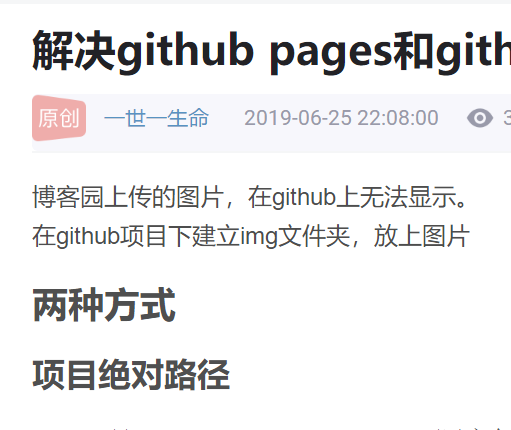 解决github pages和gith
原创 一世一生命 2019-06-25 22:08:00
博客园上传的图片，在github上无法显示。
在github项目下建立img文件夹，放上图片
两种方式
项目绝对路径